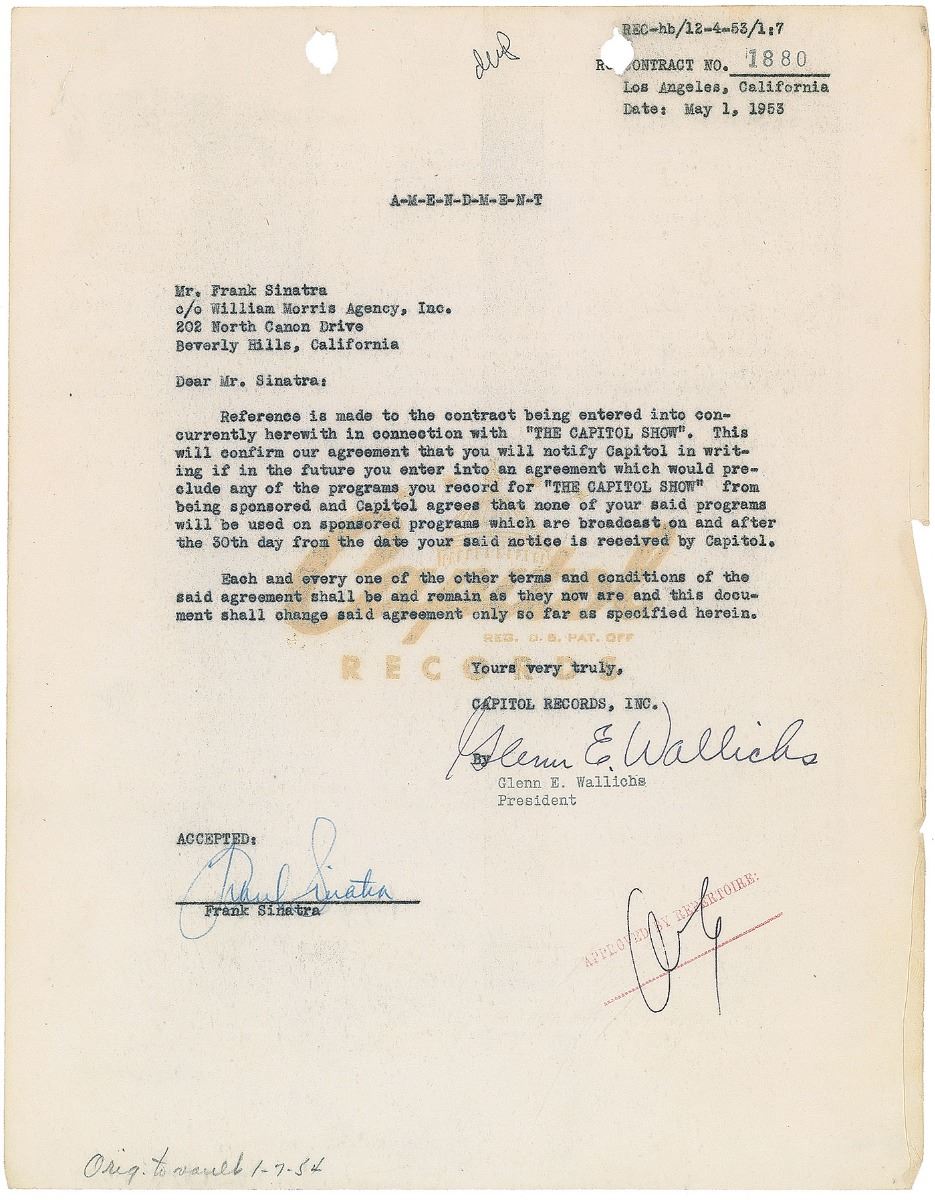 dup
REC-hb/12-4-53/1:7
CONTRACT NO. 1880
Los Angeles, California
Date: May 1, 1953
A-M-E-N-D-M-E-N-T
Mr. Frank Sinatra
c/o William Morris Agency, Inc.
202 North Canon Drive
Beverly Hills, California
Dear Mr. Sinatra:
Reference is made to the contract being entered into con-
currently herewith in connection with "THE CAPITOL SHOW". This
will confirm our agreement that you will notify Capitol in writ-
ing if in the future you enter into an agreement which would pre-
clude any of the programs you record for "THE CAPITOL SHOW" from
being sponsored and Capitol agrees that none of your said programs
will be used on sponsored programs which are broadcast on and after
the 30th day from the date your said notice is received by Capitol.
Each and every one of the other terms and conditions of the
said agreement shall be and remain as they now are and this docu-
ment shall change said agreement only so far as specified herein.
Capitol
REG. U.S. PAT. OFF
RECORDS
Yours very truly,
CAPITOL RECORDS, INC.
By Glenn E. Wallichs
Glenn E. Wallichs
President
ACCEPTED:
Frank Sinatra
Frank Sinatra
APPROVED BY REPERTOIRE:
Orig. to vault 1-7-54